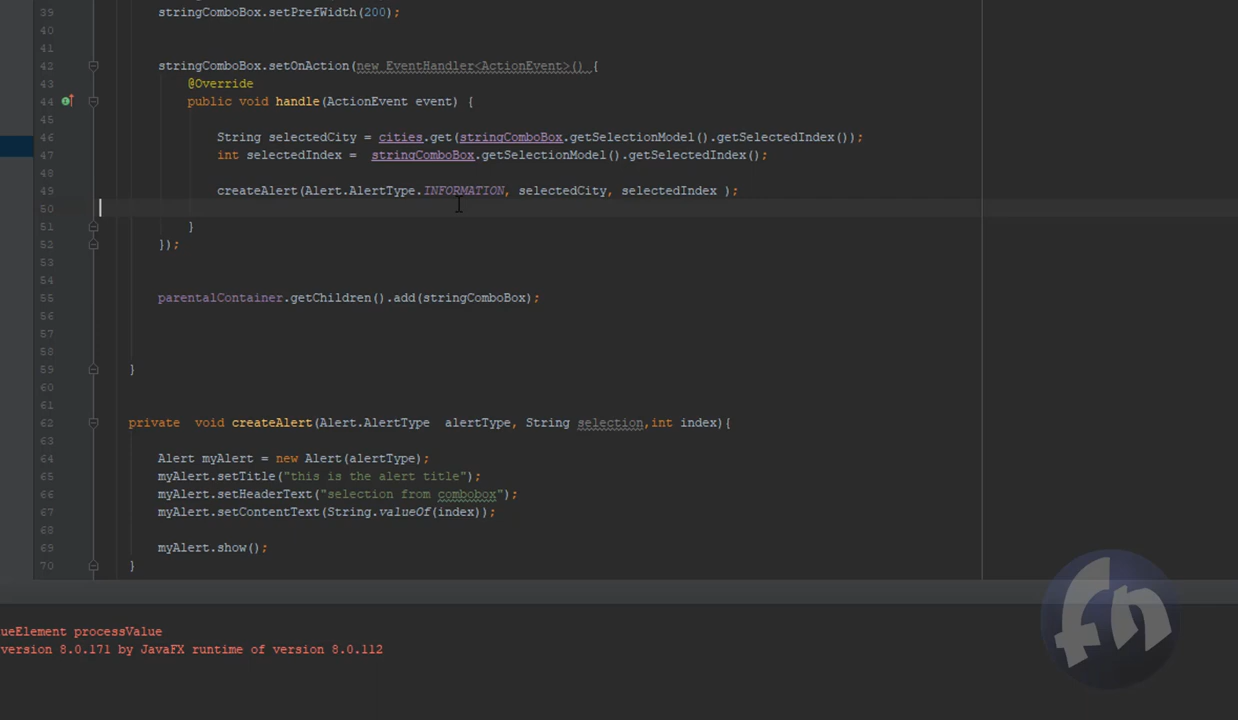 39 stringComboBox.setPrefWidth(200);
40
41
42 stringComboBox.setOnAction(new EventHandler<ActionEvent>() {
43 @Override
44 public void handle(ActionEvent event) {
45
46 String selectedCity = cities.get(stringComboBox.getSelectionModel().getSelectedIndex());
47 int selectedIndex =  stringComboBox.getSelectionModel().getSelectedIndex();
48
49 createAlert(Alert.AlertType.INFORMATION, selectedCity, selectedIndex );
50
51 }
52 });
53
54
55 parentalContainer.getChildren().add(stringComboBox);
56
57
58
59 }
60
61
62 private  void createAlert(Alert.AlertType  alertType, String selection,int index){
63
64 Alert myAlert = new Alert(alertType);
65 myAlert.setTitle("this is the alert title");
66 myAlert.setHeaderText("selection from combobox");
67 myAlert.setContentText(String.valueOf(index));
68
69 myAlert.show();
70 }
ueElement processValue
version 8.0.171 by JavaFX runtime of version 8.0.112
fn